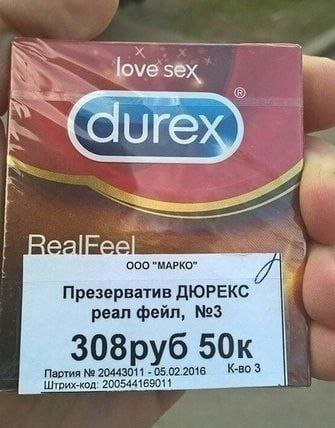 love sex
durex®
RealFeel
ООО "МАРКО"
Презерватив ДЮРЕКС
реал фейл, №3
308руб 50к
Партия № 20443011 - 05.02.2016 К-во 3
Штрих-код: 200544169011